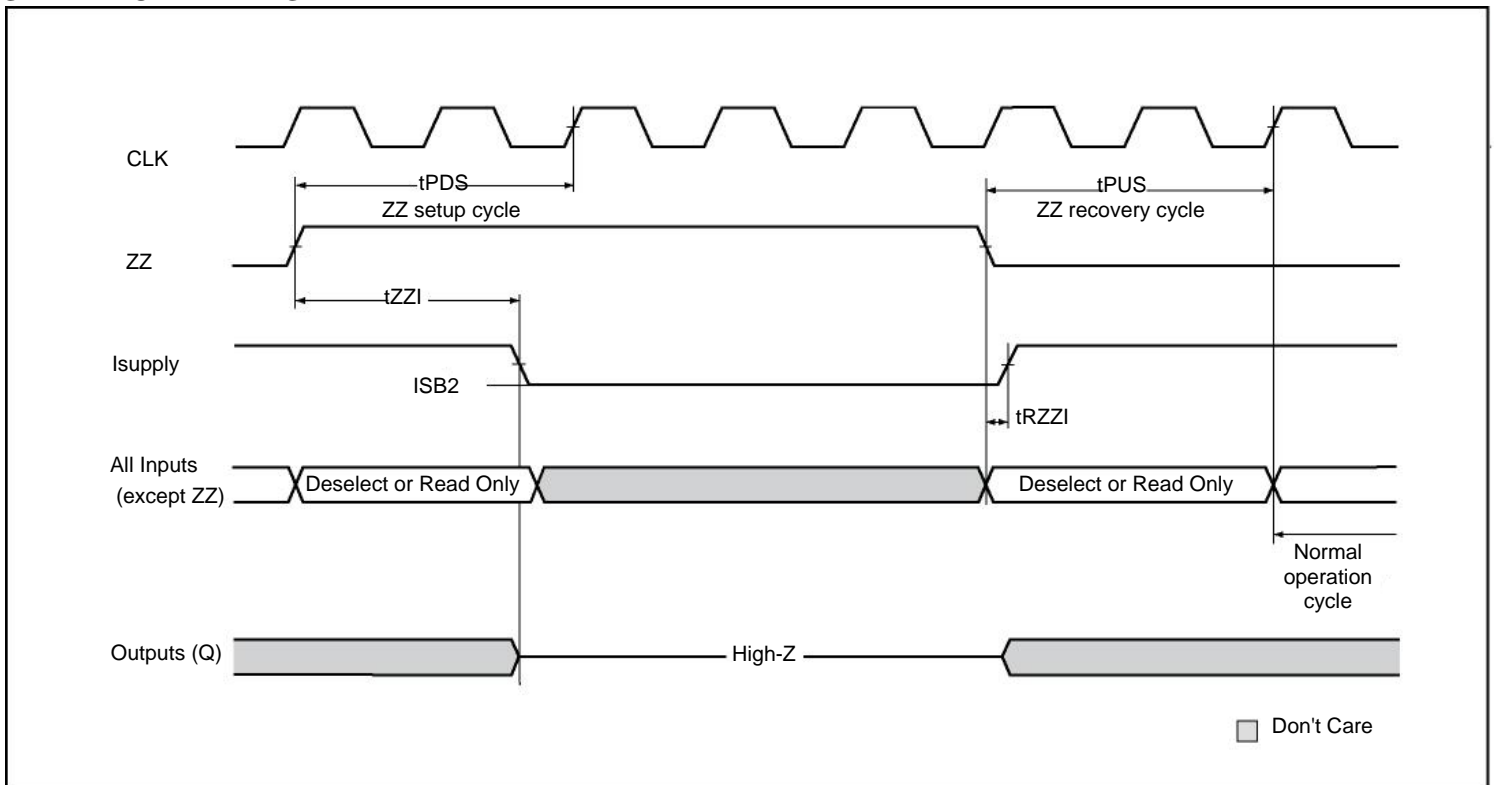 CLK
tPDS
ZZ setup cycle
tPUS
ZZ recovery cycle
ZZ
tZZI
Isupply
ISB2
tRZZI
All Inputs
(except ZZ)
Deselect or Read Only
Deselect or Read Only
Normal
operation
cycle
Outputs (Q)
High-Z
Don't Care